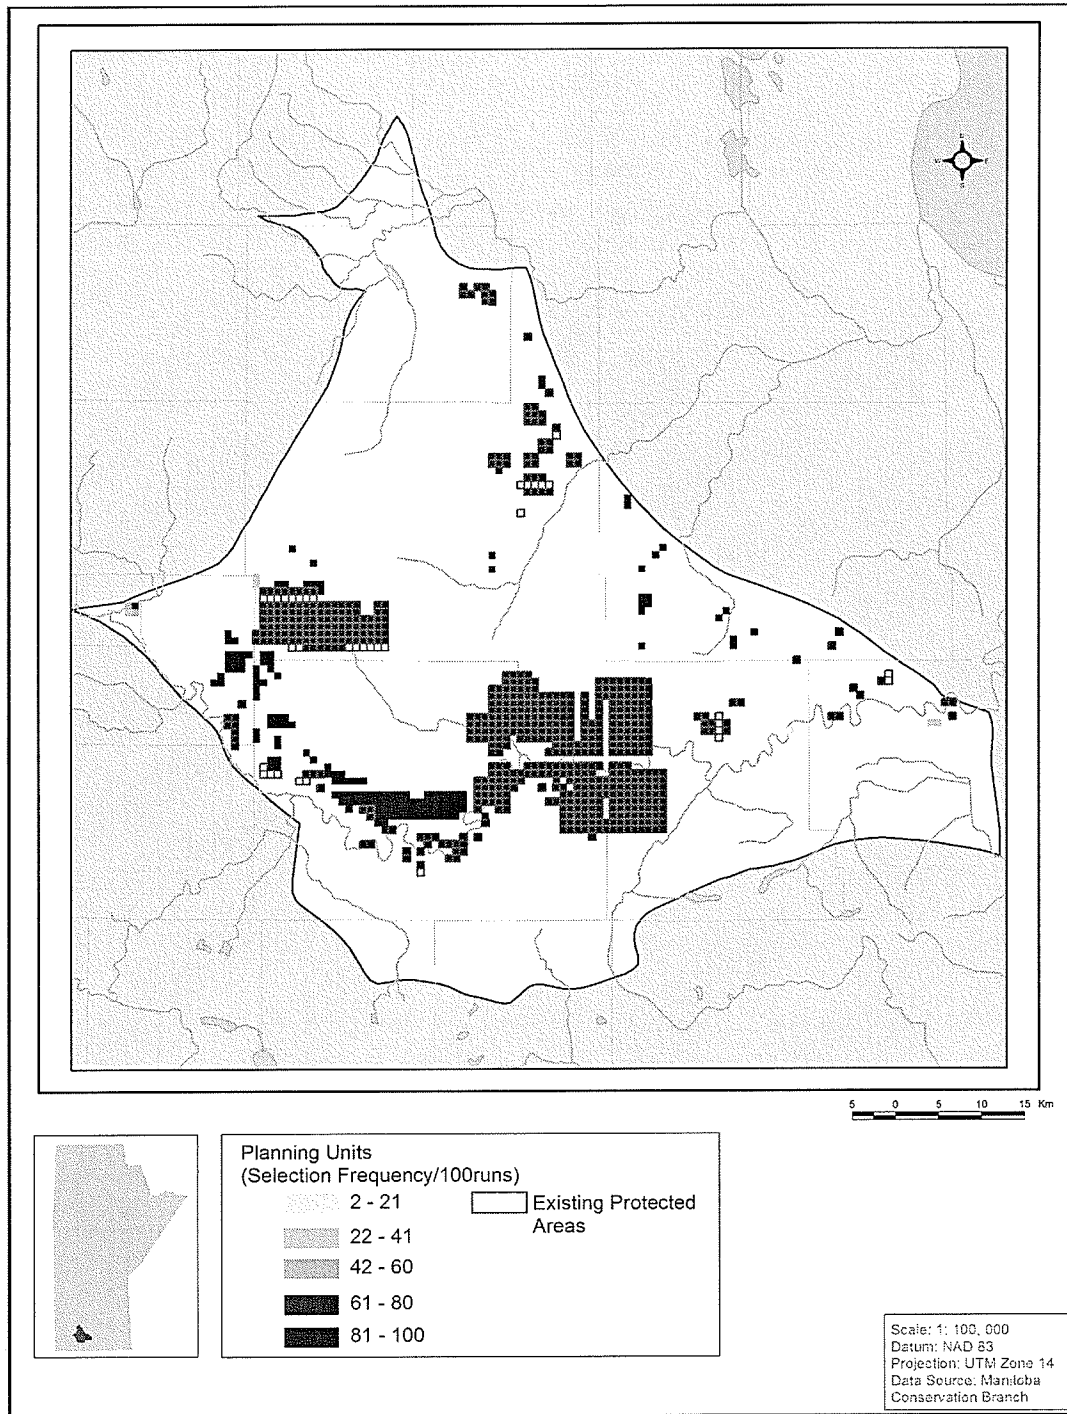 W
E
S
5 0 5 10 15 Km
Planning Units
(Selection Frequency/100runs)
2 - 21
22 - 41
42 - 60
61 - 80
81 - 100
Existing Protected
Areas
Scale: 1: 100, 000
Datum: NAD 83
Projection: UTM Zone 14
Data Source: Manitoba
Conservation Branch